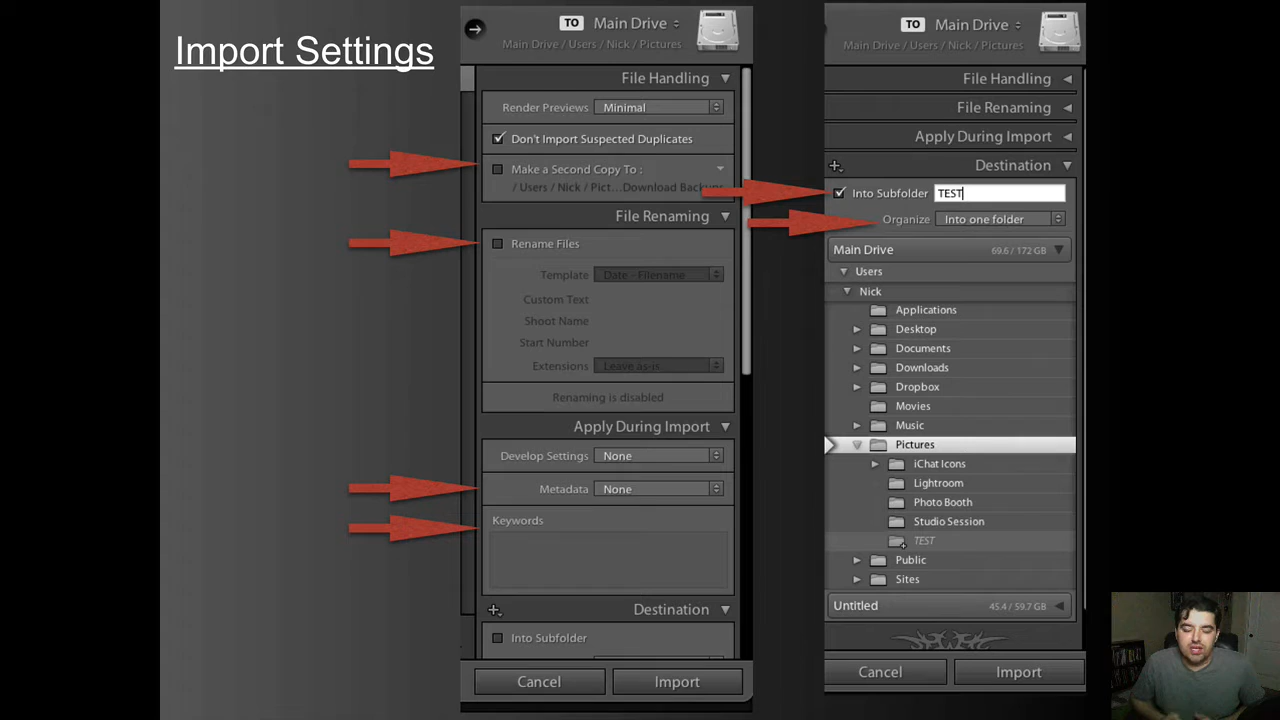 Import Settings
TO Main Drive
Main Drive / Users / Nick / Pictures
File Handling
Render Previews Minimal
Don't Import Suspected Duplicates
Make a Second Copy To :
/ Users / Nick / Pict...Download Backups
File Renaming
Rename Files
Template Date - Filename
Custom Text
Shoot Name
Start Number
Extensions Leave as-is
Renaming is disabled
Apply During Import
Develop Settings None
Metadata None
Keywords
Destination
Into Subfolder
Cancel Import
TO Main Drive
Main Drive / Users / Nick / Pictures
File Handling
File Renaming
Apply During Import
Destination
Into Subfolder TEST
Organize Into one folder
Main Drive 69.6 / 172 GB
Users
Nick
Applications
Desktop
Documents
Downloads
Dropbox
Movies
Music
Pictures
iChat Icons
Lightroom
Photo Booth
Studio Session
TEST
Public
Sites
Untitled 45.4 / 59.7 GB
Cancel Import